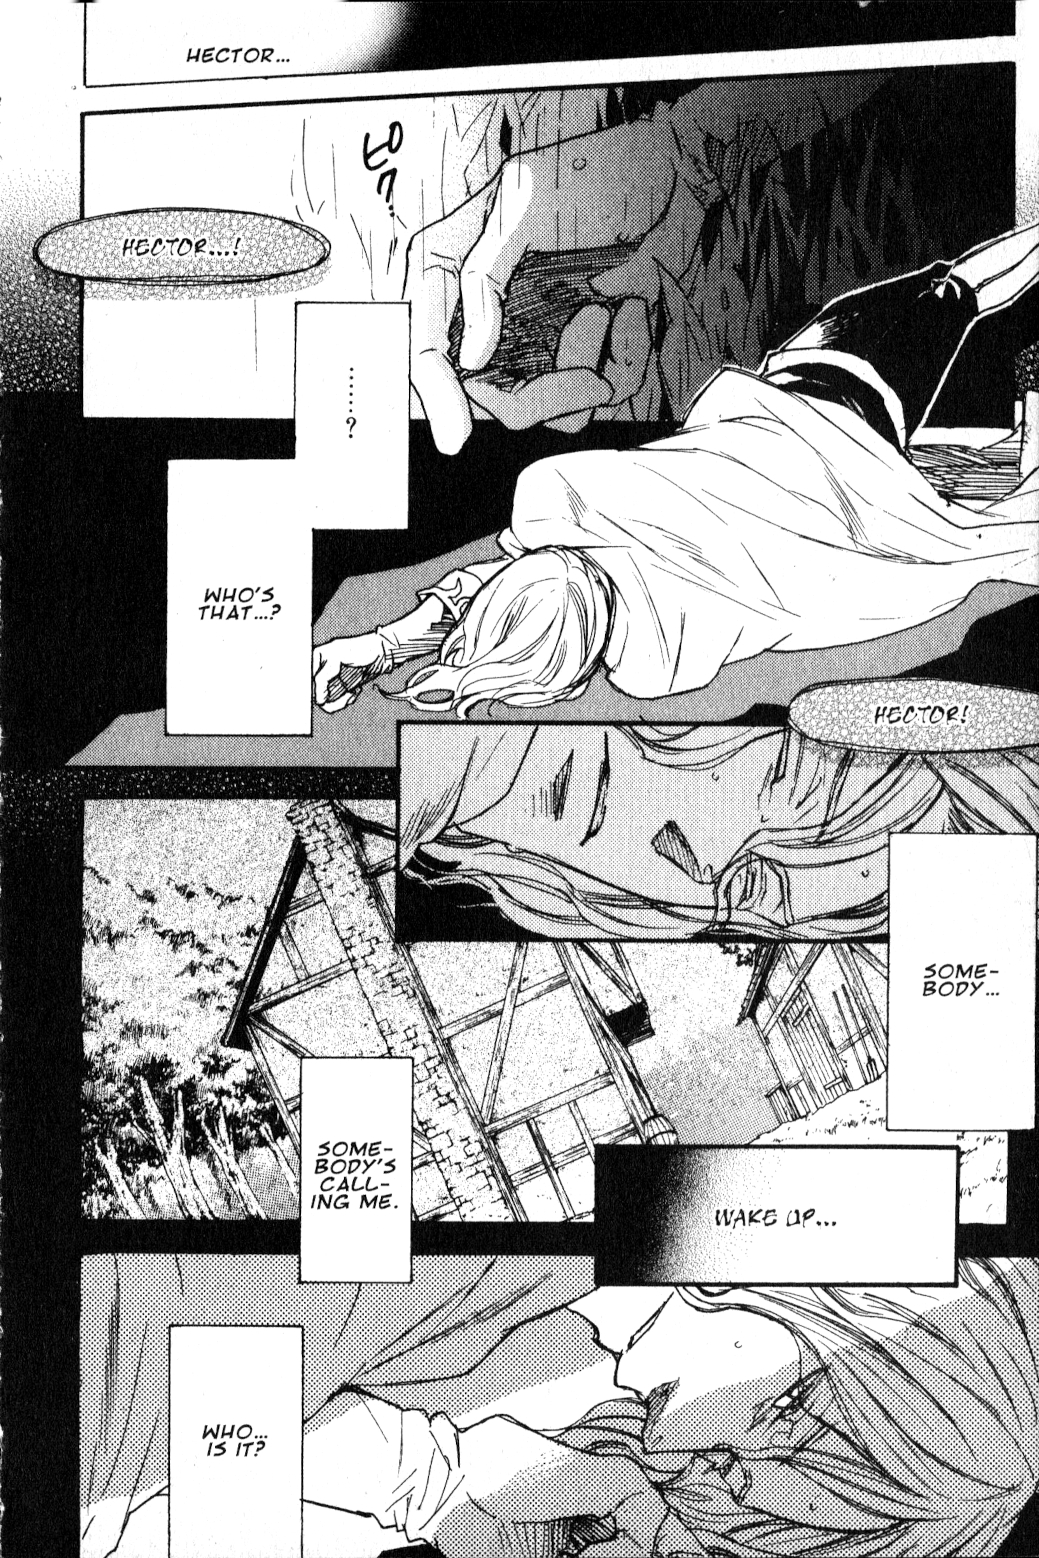 HECTOR...
ピク...
HECTOR...!
......?
WHO'S
THAT...?
HECTOR!
SOME-
BODY...
SOME-
BODY'S
CALL-
ING ME.
WAKE UP...
WHO...
IS IT?